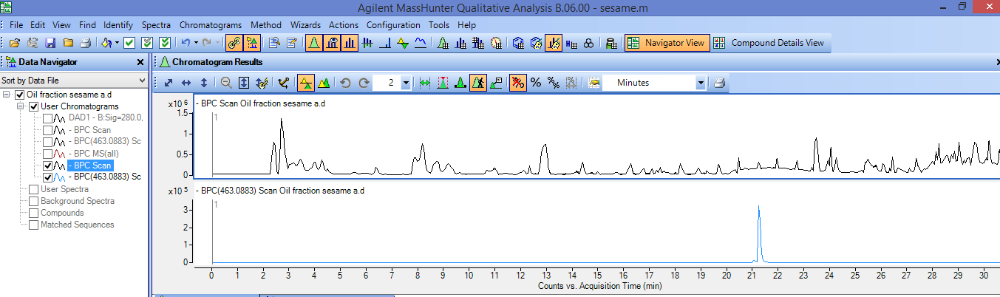 Agilent MassHunter Qualitative Analysis B.06.00 - sesame.m
File Edit View Find Identify Spectra Chromatograms Method Wizards Actions Configuration Tools Help
Navigator View Compound Details View
Data Navigator
Chromatogram Results
Sort by Data File
2 Minutes
Oil fraction sesame a.d
User Chromatograms
DAD1 - B:Sig=280.0,
- BPC Scan
- BPC(463.0883) Sc
- BPC MS(all)
- BPC Scan
- BPC(463.0883) Sc
User Spectra
Background Spectra
Compounds
Matched Sequences
x10 6
- BPC Scan Oil fraction sesame a.d
1.5
1
1
0.5
0
x10 5
- BPC(463.0883) Scan Oil fraction sesame a.d
1
3
2
1
0
0 1 2 3 4 5 6 7 8 9 10 11 12 13 14 15 16 17 18 19 20 21 22 23 24 25 26 27 28 29 30
Counts vs. Acquisition Time (min)